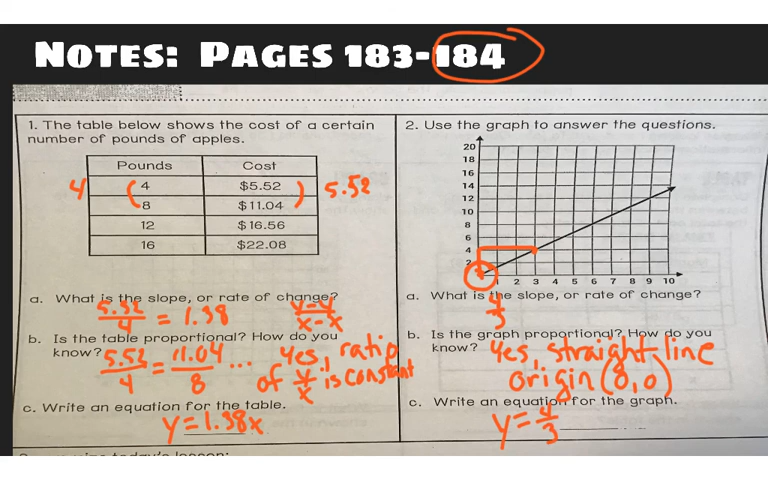 NOTES: PAGES 183-184
1. The table below shows the cost of a certain
number of pounds of apples.
Pounds Cost
4 $5.52
8 $11.04
12 $16.56
16 $22.08
4
5.52
a. What is the slope, or rate of change?
5.52/4 = 1.38
y-y/x-x
b. Is the table proportional? How do you
know?
5.52/4 = 11.04/8 ...
yes, ratio
of y/x is constant
c. Write an equation for the table.
y=1.38x
2. Use the graph to answer the questions.
20
18
16
14
12
10
8
6
4
2
1 2 3 4 5 6 7 8 9 10
a. What is the slope, or rate of change?
4/3
b. Is the graph proportional? How do you
know?
yes, straight line
origin (0,0)
c. Write an equation for the graph.
y=4/3